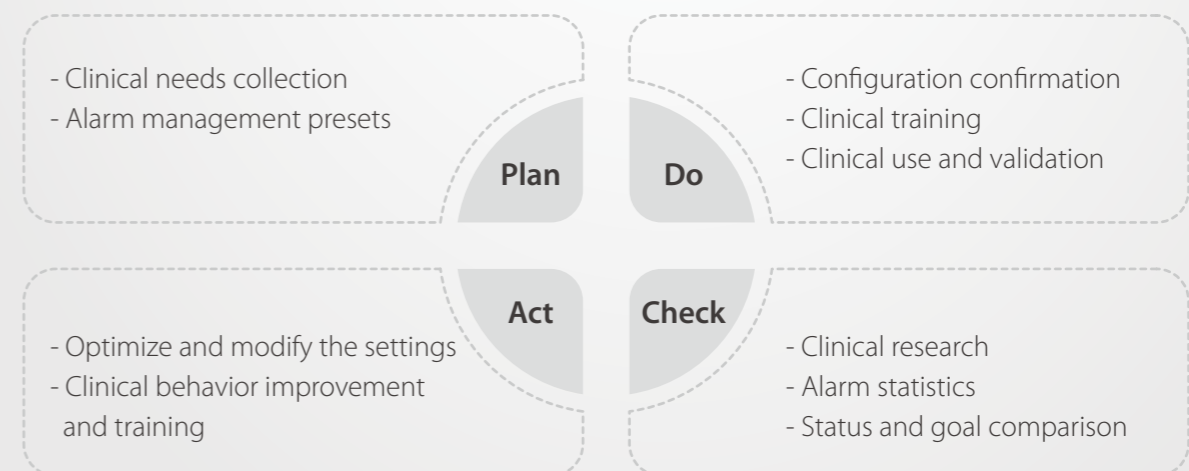 - Clinical needs collection
- Alarm management presets
Plan
Do
- Configuration confirmation
- Clinical training
- Clinical use and validation
Act
- Optimize and modify the settings
- Clinical behavior improvement
and training
Check
- Clinical research
- Alarm statistics
- Status and goal comparison